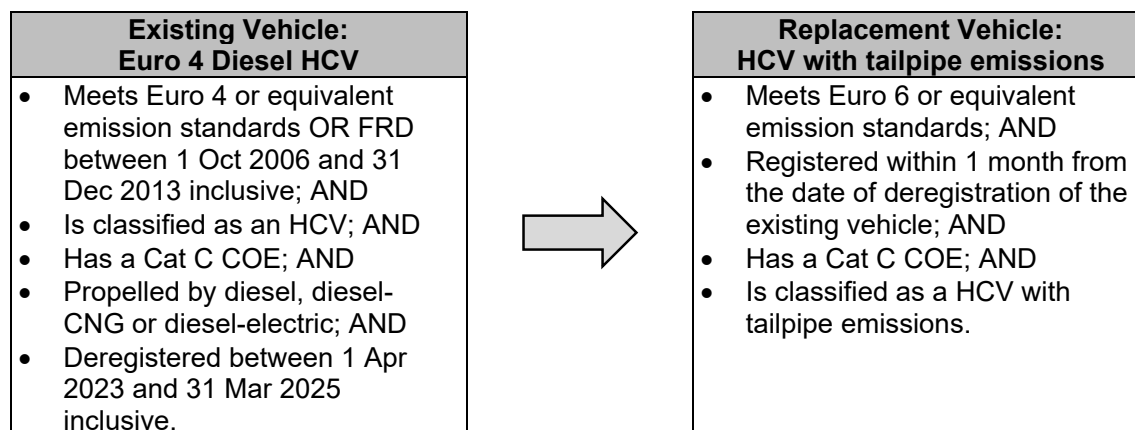 Existing Vehicle:
Euro 4 Diesel HCV
• Meets Euro 4 or equivalent
emission standards OR FRD
between 1 Oct 2006 and 31
Dec 2013 inclusive; AND
• Is classified as an HCV; AND
• Has a Cat C COE; AND
• Propelled by diesel, diesel-
CNG or diesel-electric; AND
• Deregistered between 1 Apr
2023 and 31 Mar 2025
inclusive.
Replacement Vehicle:
HCV with tailpipe emissions
• Meets Euro 6 or equivalent
emission standards; AND
• Registered within 1 month from
the date of deregistration of the
existing vehicle; AND
• Has a Cat C COE; AND
• Is classified as a HCV with
tailpipe emissions.